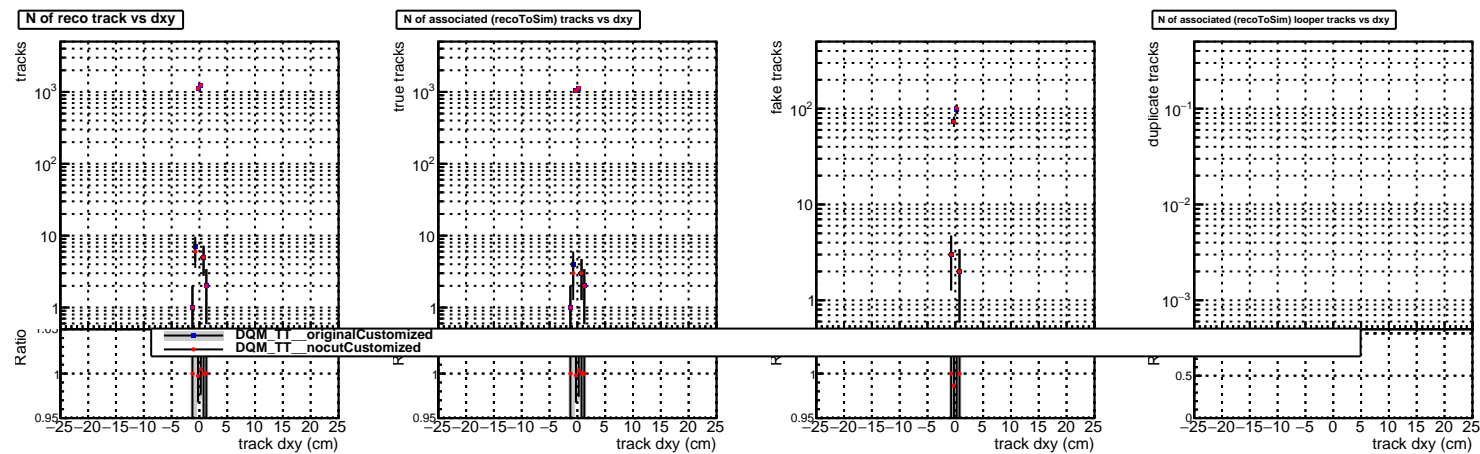 N of reco track vs dxy
N of associated (recoToSim) tracks vs dxy
N of associated (recoToSim) looper tracks vs dxy
tracks
10³
10²
10
1
true tracks
10³
10²
10
1
fake tracks
10²
10
1
duplicate tracks
10⁻¹
10⁻²
10⁻³
DQM_TT__originalCustomized
DQM_TT__nocutCustomized
Ratio
1
0.95
1
0.95
1
0.95
0.5
0
−25 −20 −15 −10 −5 0 5 10 15 20 25
track dxy (cm)
−25 −20 −15 −10 −5 0 5 10 15 20 25
track dxy (cm)
−25 −20 −15 −10 −5 0 5 10 15 20 25
track dxy (cm)
−25 −20 −15 −10 −5 0 5 10 15 20 25
track dxy (cm)